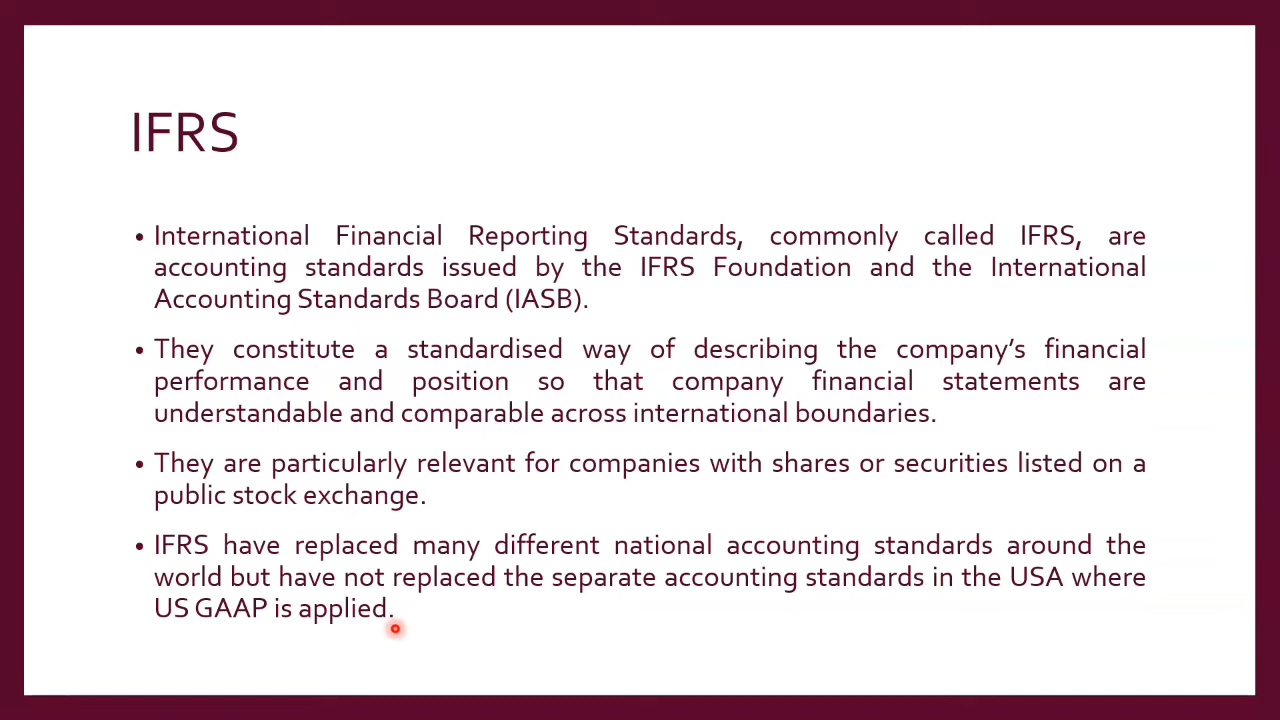 IFRS
• International Financial Reporting Standards, commonly called IFRS, are
accounting standards issued by the IFRS Foundation and the International
Accounting Standards Board (IASB).
• They constitute a standardised way of describing the company’s financial
performance and position so that company financial statements are
understandable and comparable across international boundaries.
• They are particularly relevant for companies with shares or securities listed on a
public stock exchange.
• IFRS have replaced many different national accounting standards around the
world but have not replaced the separate accounting standards in the USA where
US GAAP is applied.